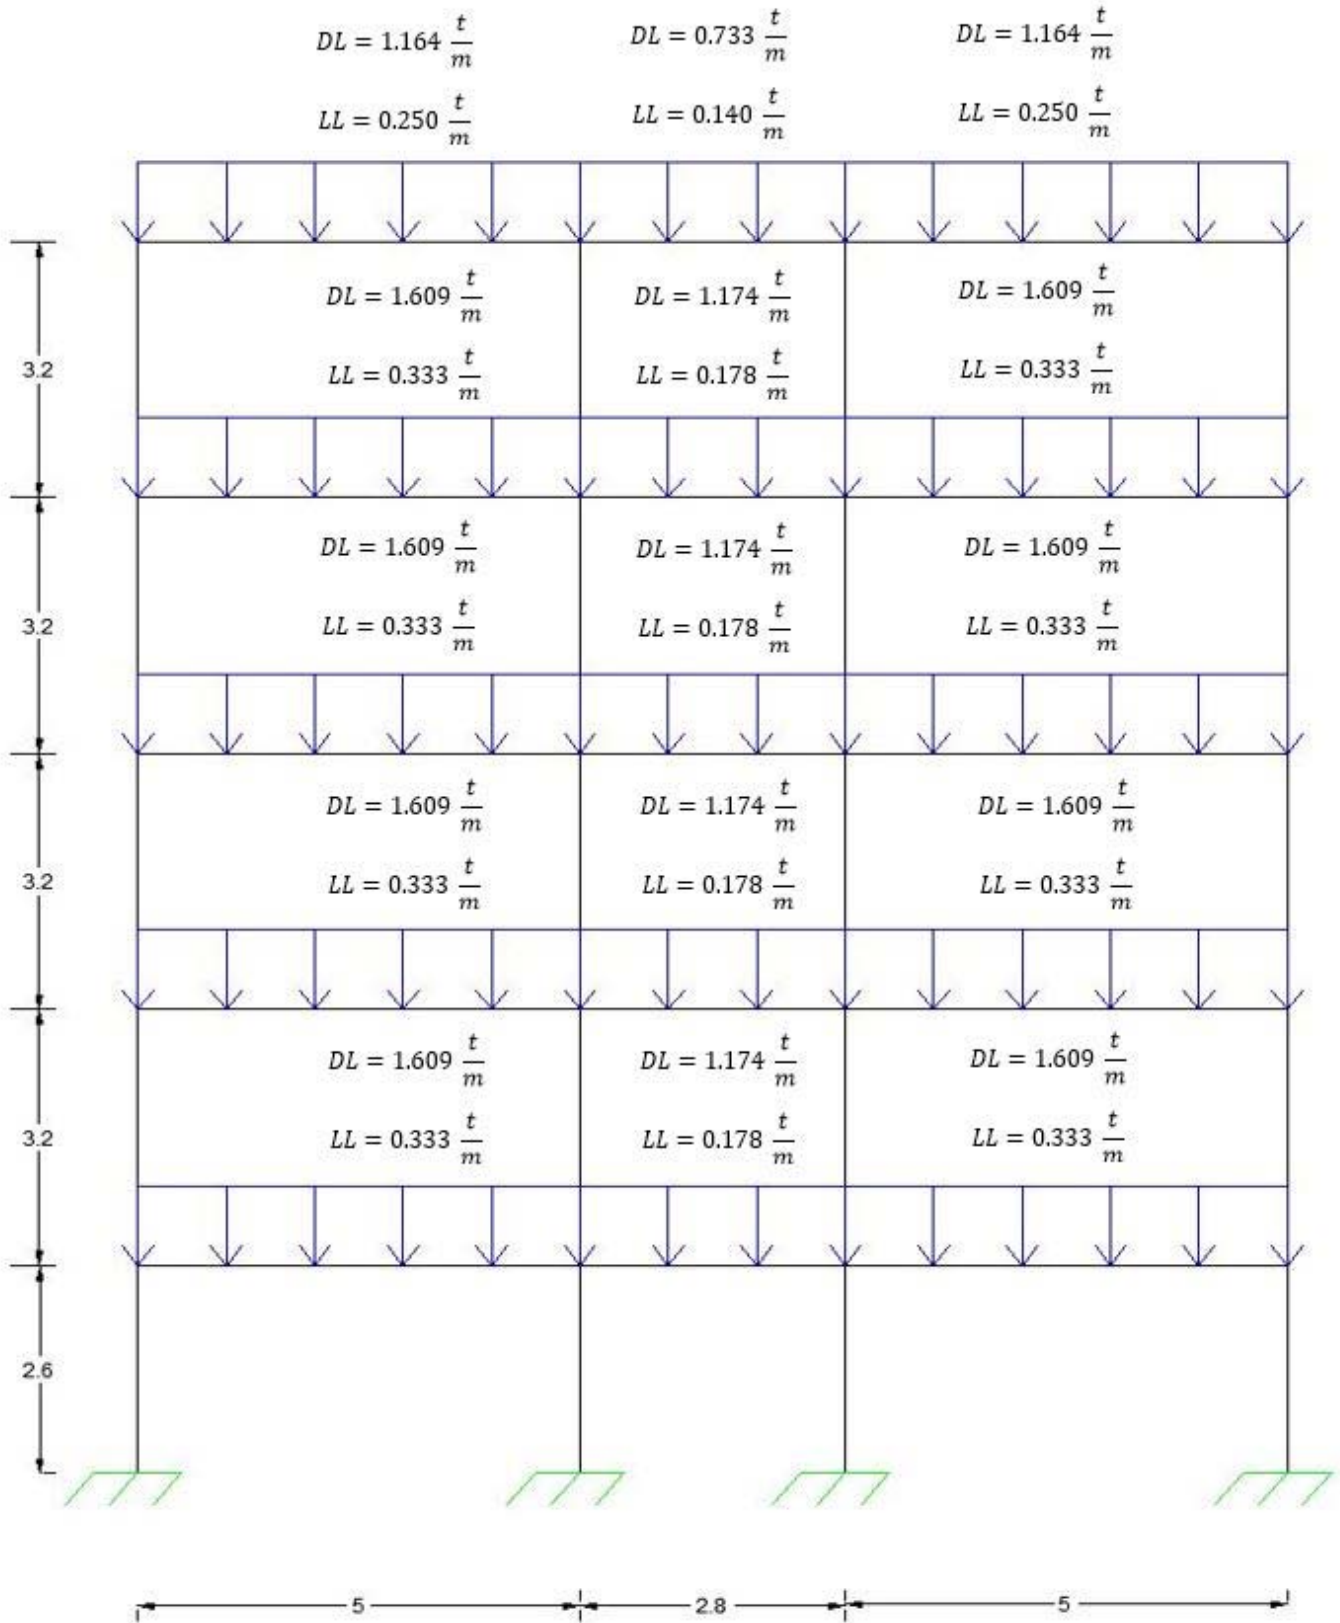 DL = 1.164 t/m DL = 0.733 t/m DL = 1.164 t/m
LL = 0.250 t/m LL = 0.140 t/m LL = 0.250 t/m
DL = 1.609 t/m DL = 1.174 t/m DL = 1.609 t/m
3.2
LL = 0.333 t/m LL = 0.178 t/m LL = 0.333 t/m
DL = 1.609 t/m DL = 1.174 t/m DL = 1.609 t/m
3.2
LL = 0.333 t/m LL = 0.178 t/m LL = 0.333 t/m
DL = 1.609 t/m DL = 1.174 t/m DL = 1.609 t/m
3.2
LL = 0.333 t/m LL = 0.178 t/m LL = 0.333 t/m
DL = 1.609 t/m DL = 1.174 t/m DL = 1.609 t/m
3.2
LL = 0.333 t/m LL = 0.178 t/m LL = 0.333 t/m
2.6
5 2.8 5